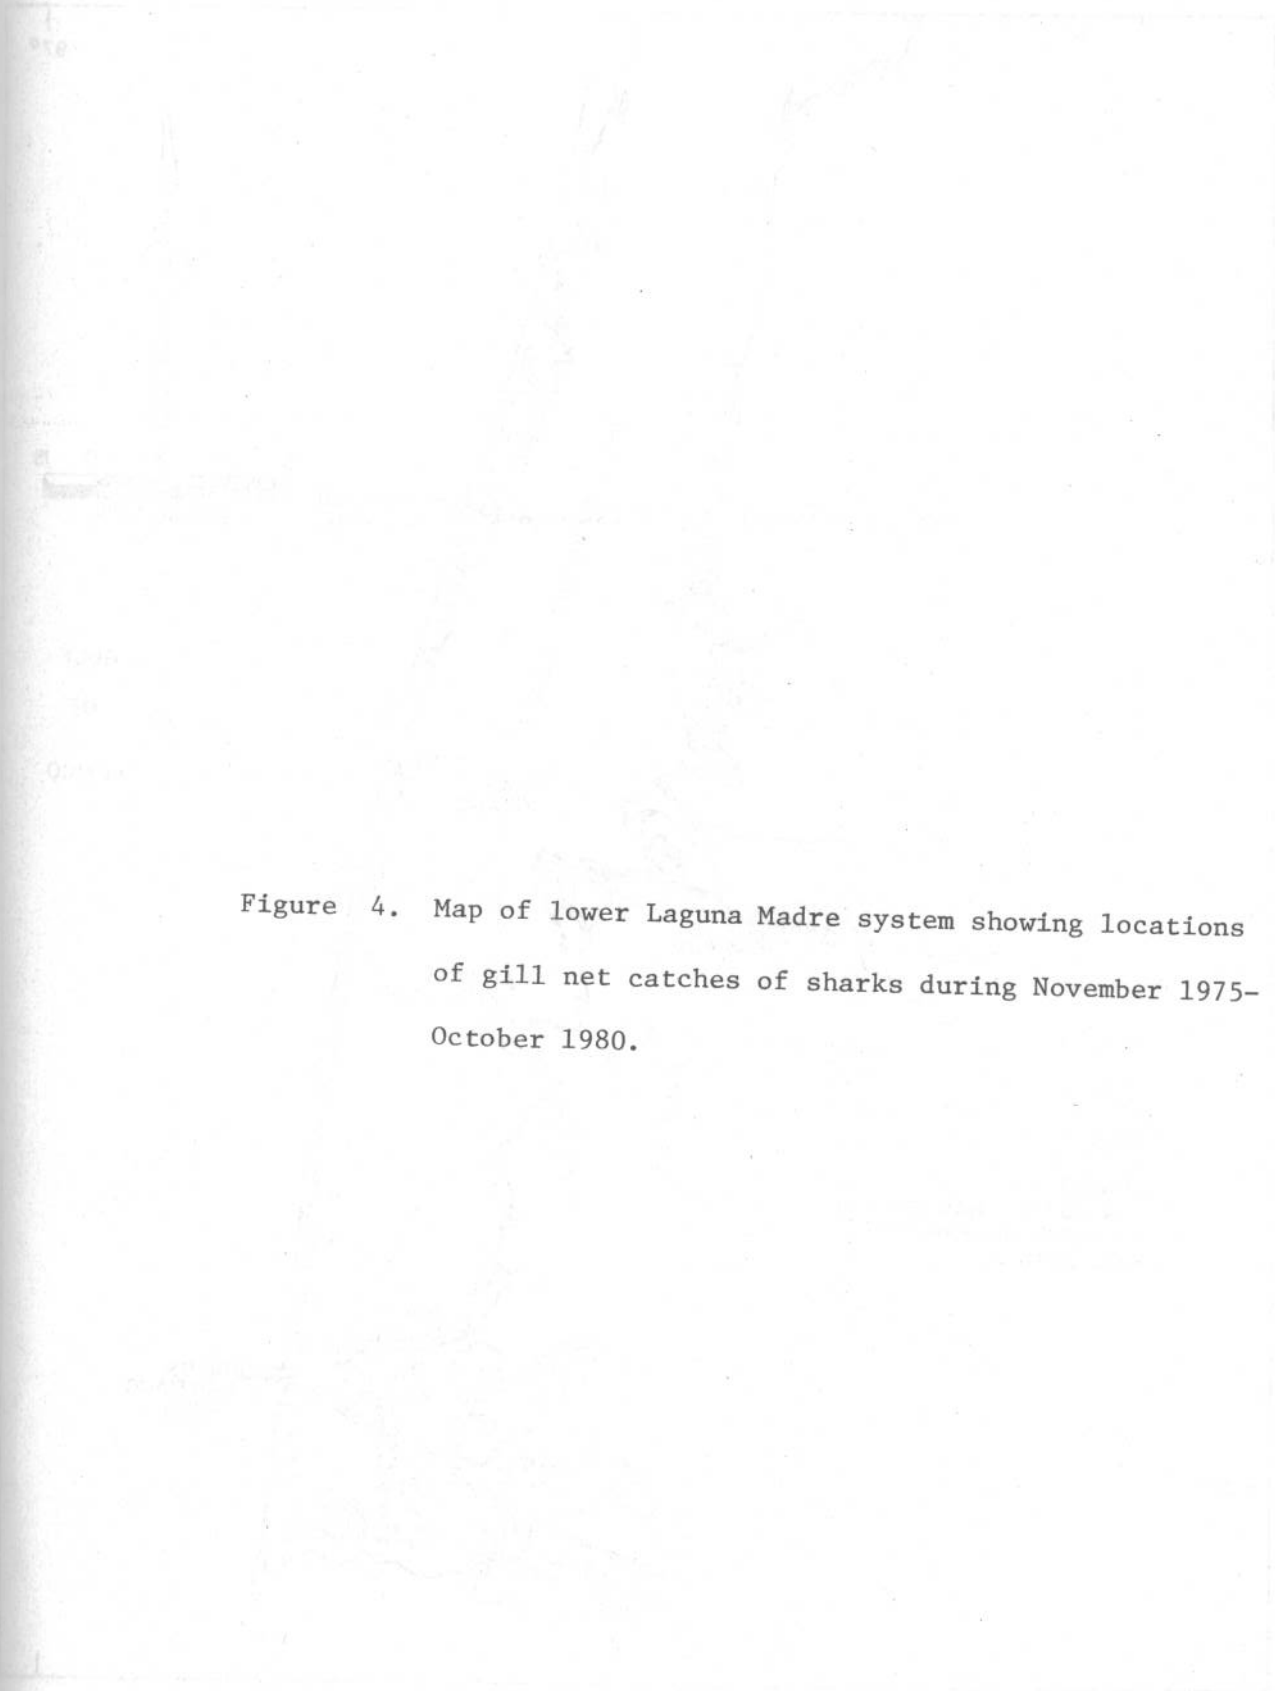 Figure 4. Map of lower Laguna Madre system showing locations
of gill net catches of sharks during November 1975-
October 1980.